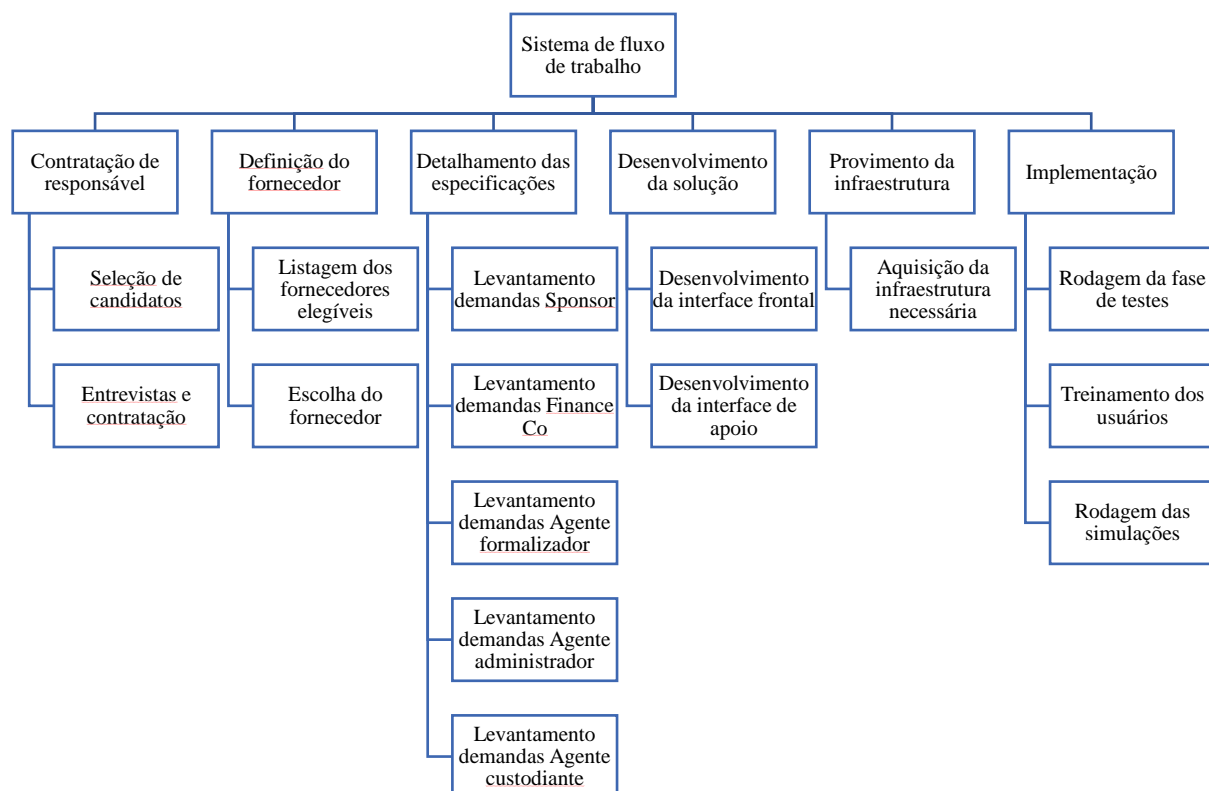 Sistema de fluxo
de trabalho
Contratação de
responsável
Definição do
fornecedor
Detalhamento das
especificações
Desenvolvimento
da solução
Provimento da
infraestrutura
Implementação
Seleção de
candidatos
Entrevistas e
contratação
Listagem dos
fornecedores
elegíveis
Escolha do
fornecedor
Levantamento
demandas Sponsor
Levantamento
demandas Finance
Co
Levantamento
demandas Agente
formalizador
Levantamento
demandas Agente
administrador
Levantamento
demandas Agente
custodiante
Desenvolvimento
da interface frontal
Desenvolvimento
da interface de
apoio
Aquisição da
infraestrutura
necessária
Rodagem da fase
de testes
Treinamento dos
usuários
Rodagem das
simulações